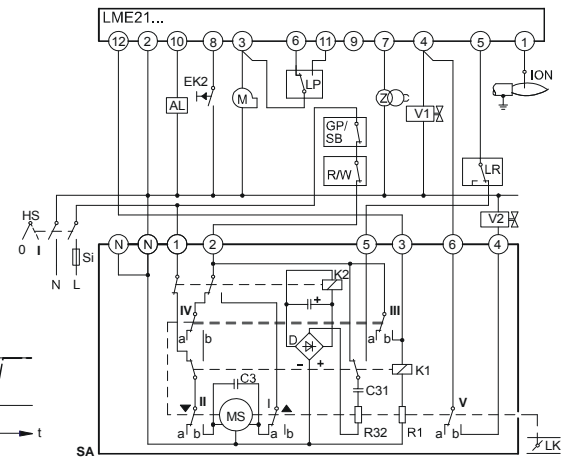 LME21...
12 2 10 8 3 6 11 9 7 4 5 1
EK2
ION
LP
AL
M
GP/
SB
Z C
V1
R/W
LR
HS
V2
0 I
Si
N L
N N 1 2 5 3 6 4
K2
+
IV
III
a b
D
a b
- +
K1
C3
C31
II
I
V
MS
a b
a b
R32
R1
a b
t
SA
LK